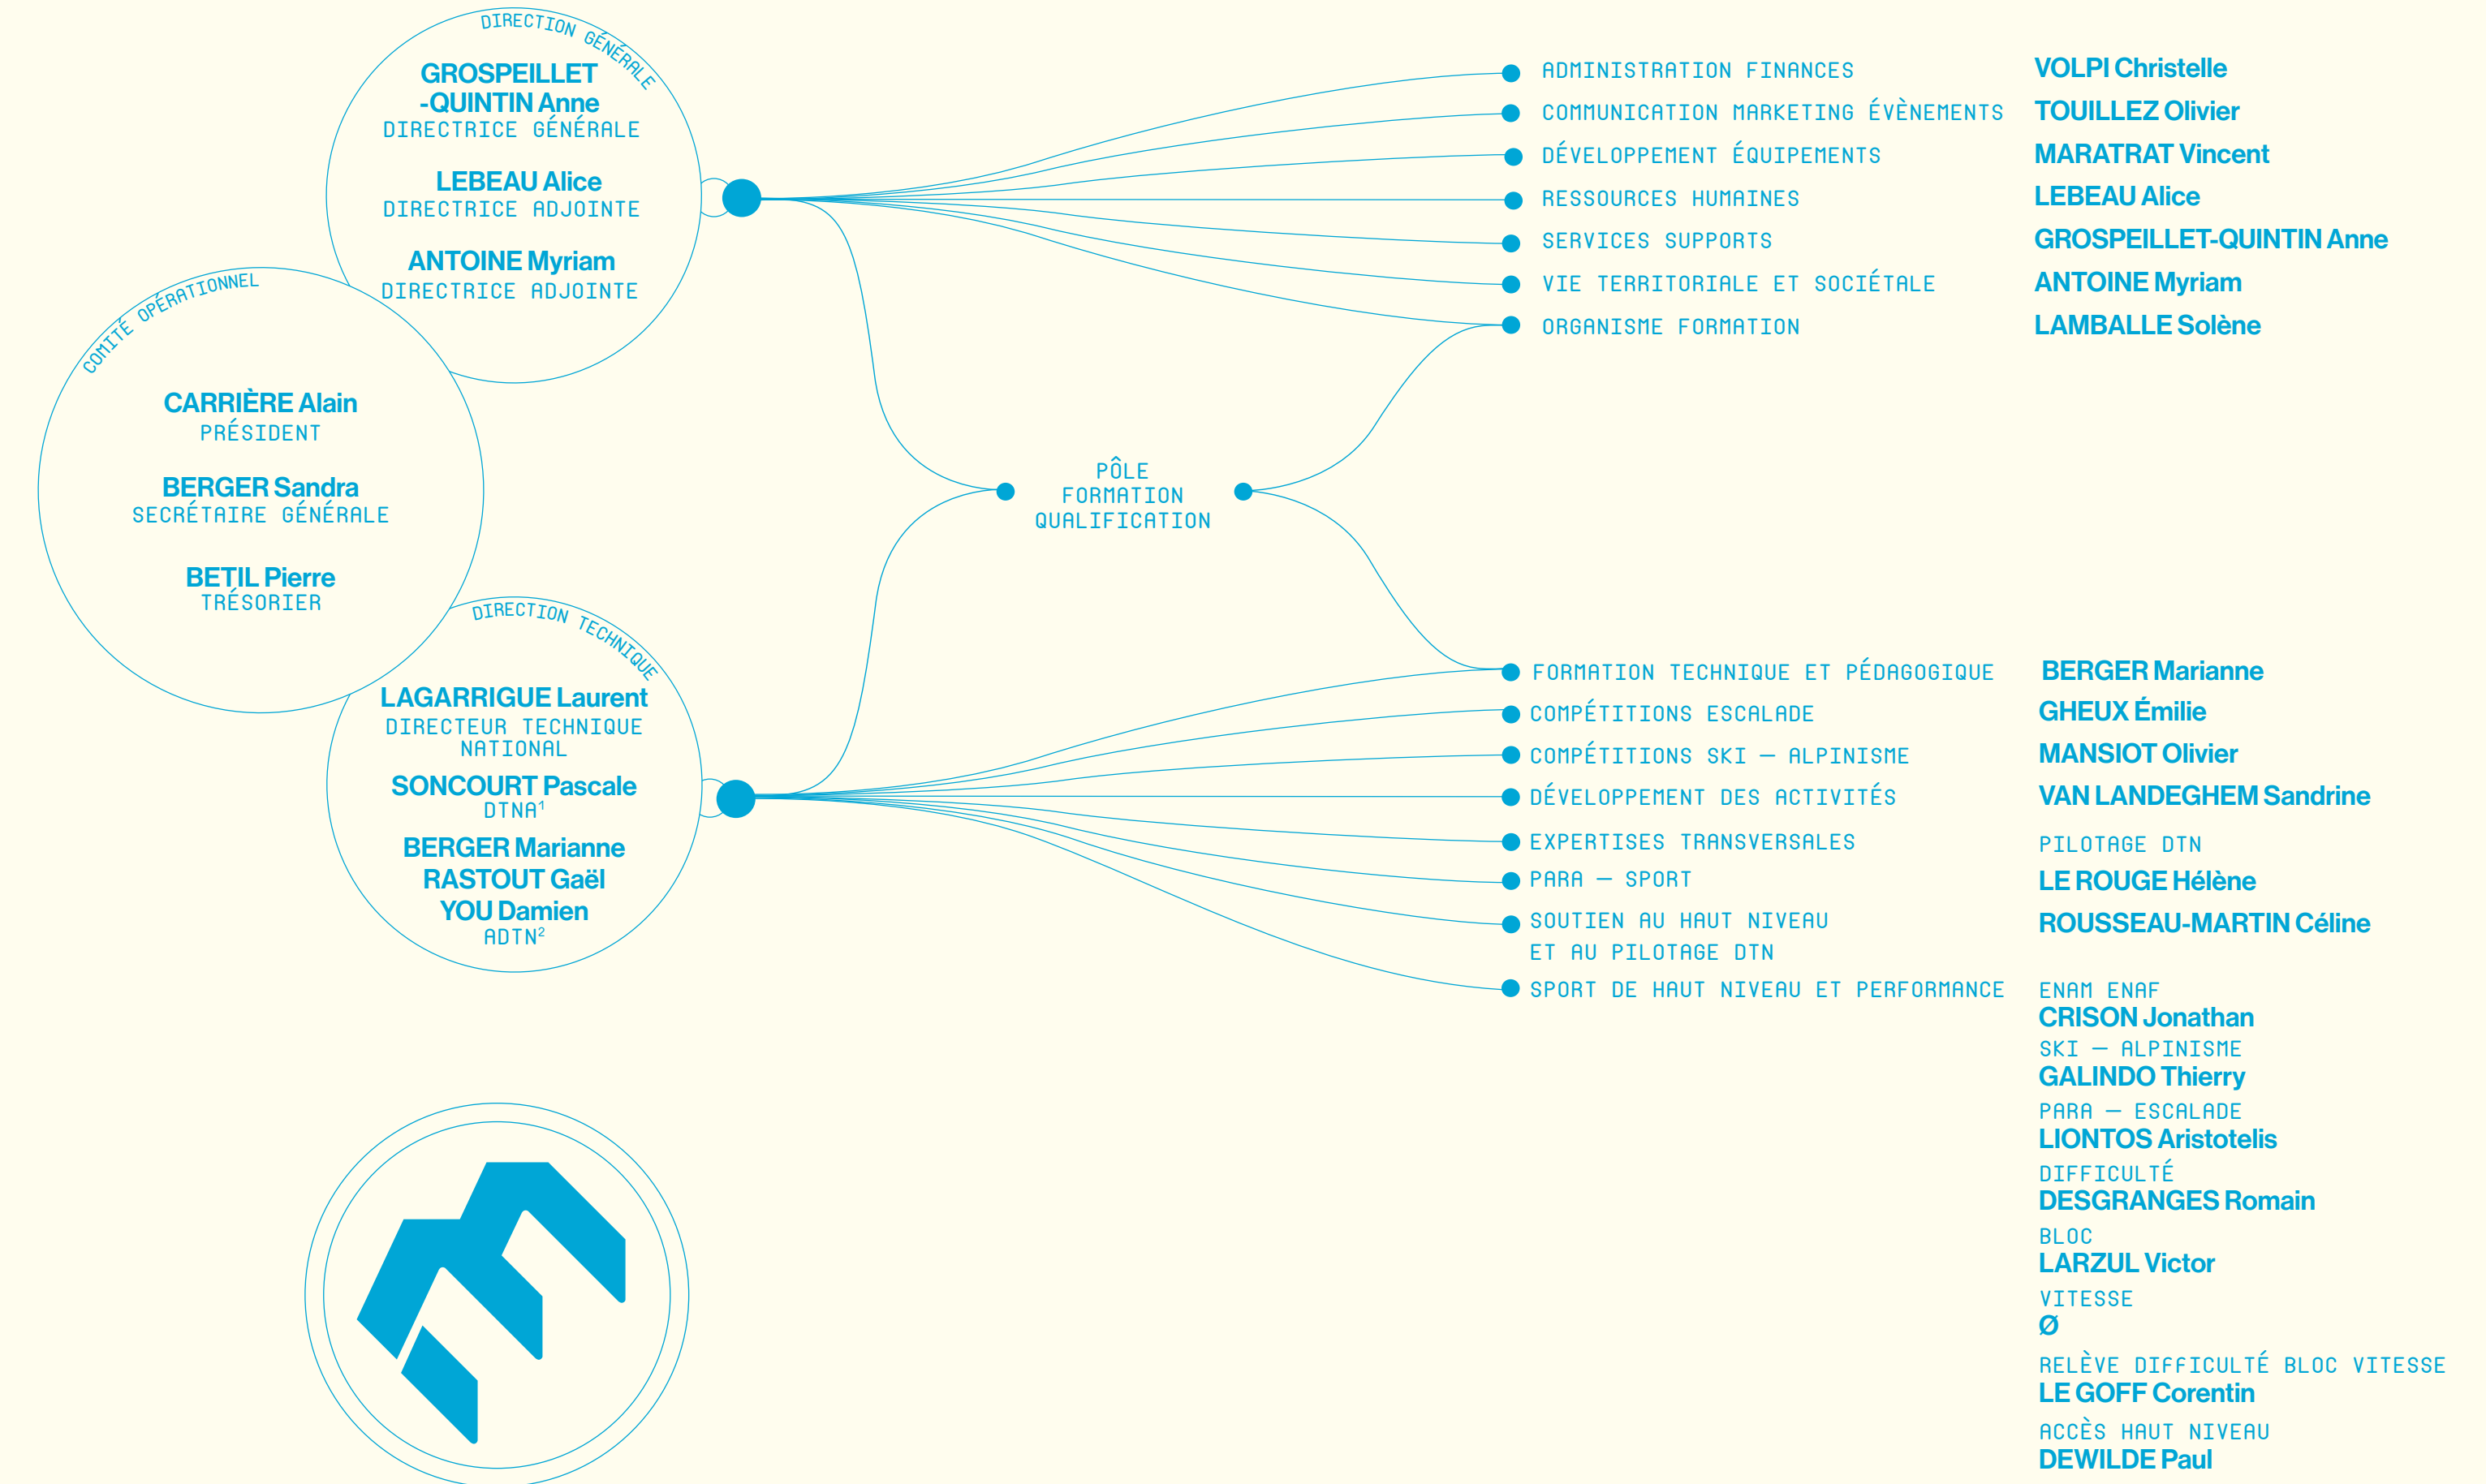 DIRECTION GÉNÉRALE
GROSPEILLET
-QUINTIN Anne
DIRECTRICE GÉNÉRALE
LEBEAU Alice
DIRECTRICE ADJOINTE
ANTOINE Myriam
DIRECTRICE ADJOINTE
COMITÉ OPÉRATIONNEL
CARRIÈRE Alain
PRÉSIDENT
BERGER Sandra
SECRÉTAIRE GÉNÉRALE
BETIL Pierre
TRÉSORIER
DIRECTION TECHNIQUE
LAGARRIGUE Laurent
DIRECTEUR TECHNIQUE
NATIONAL
SONCOURT Pascale
DTNA¹
BERGER Marianne
RASTOUT Gaël
YOU Damien
ADTN²
PÔLE
FORMATION
QUALIFICATION
ADMINISTRATION FINANCES VOLPI Christelle
COMMUNICATION MARKETING ÉVÈNEMENTS TOUILLEZ Olivier
DÉVELOPPEMENT ÉQUIPEMENTS MARATRAT Vincent
RESSOURCES HUMAINES LEBEAU Alice
SERVICES SUPPORTS GROSPEILLET-QUINTIN Anne
VIE TERRITORIALE ET SOCIÉTALE ANTOINE Myriam
ORGANISME FORMATION LAMBALLE Solène
FORMATION TECHNIQUE ET PÉDAGOGIQUE BERGER Marianne
COMPÉTITIONS ESCALADE GHEUX Émilie
COMPÉTITIONS SKI — ALPINISME MANSIOT Olivier
DÉVELOPPEMENT DES ACTIVITÉS VAN LANDEGHEM Sandrine
EXPERTISES TRANSVERSALES PILOTAGE DTN
PARA — SPORT LE ROUGE Hélène
SOUTIEN AU HAUT NIVEAU ROUSSEAU-MARTIN Céline
ET AU PILOTAGE DTN
SPORT DE HAUT NIVEAU ET PERFORMANCE ENAM ENAF
CRISON Jonathan
SKI — ALPINISME
GALINDO Thierry
PARA — ESCALADE
LIONTOS Aristotelis
DIFFICULTÉ
DESGRANGES Romain
BLOC
LARZUL Victor
VITESSE
Ø
RELÈVE DIFFICULTÉ BLOC VITESSE
LE GOFF Corentin
ACCÈS HAUT NIVEAU
DEWILDE Paul